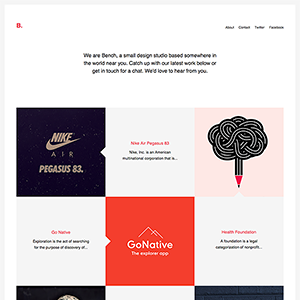 B.
About Contact Twitter Facebook
We are Bench, a small design studio based somewhere in
the world near you. Catch up with our latest work below or
get in touch for a chat. We'd love to hear from you.
NIKE
AIR
PEGASUS 83.
Nike Air Pegasus 83
Nike, Inc. is an American
multinational corporation that is...
Go Native
Exploration is the act of searching
for the purpose of discovery of...
GoNative
The explorer app
Health Foundation
A foundation is a legal
categorization of nonprofit...